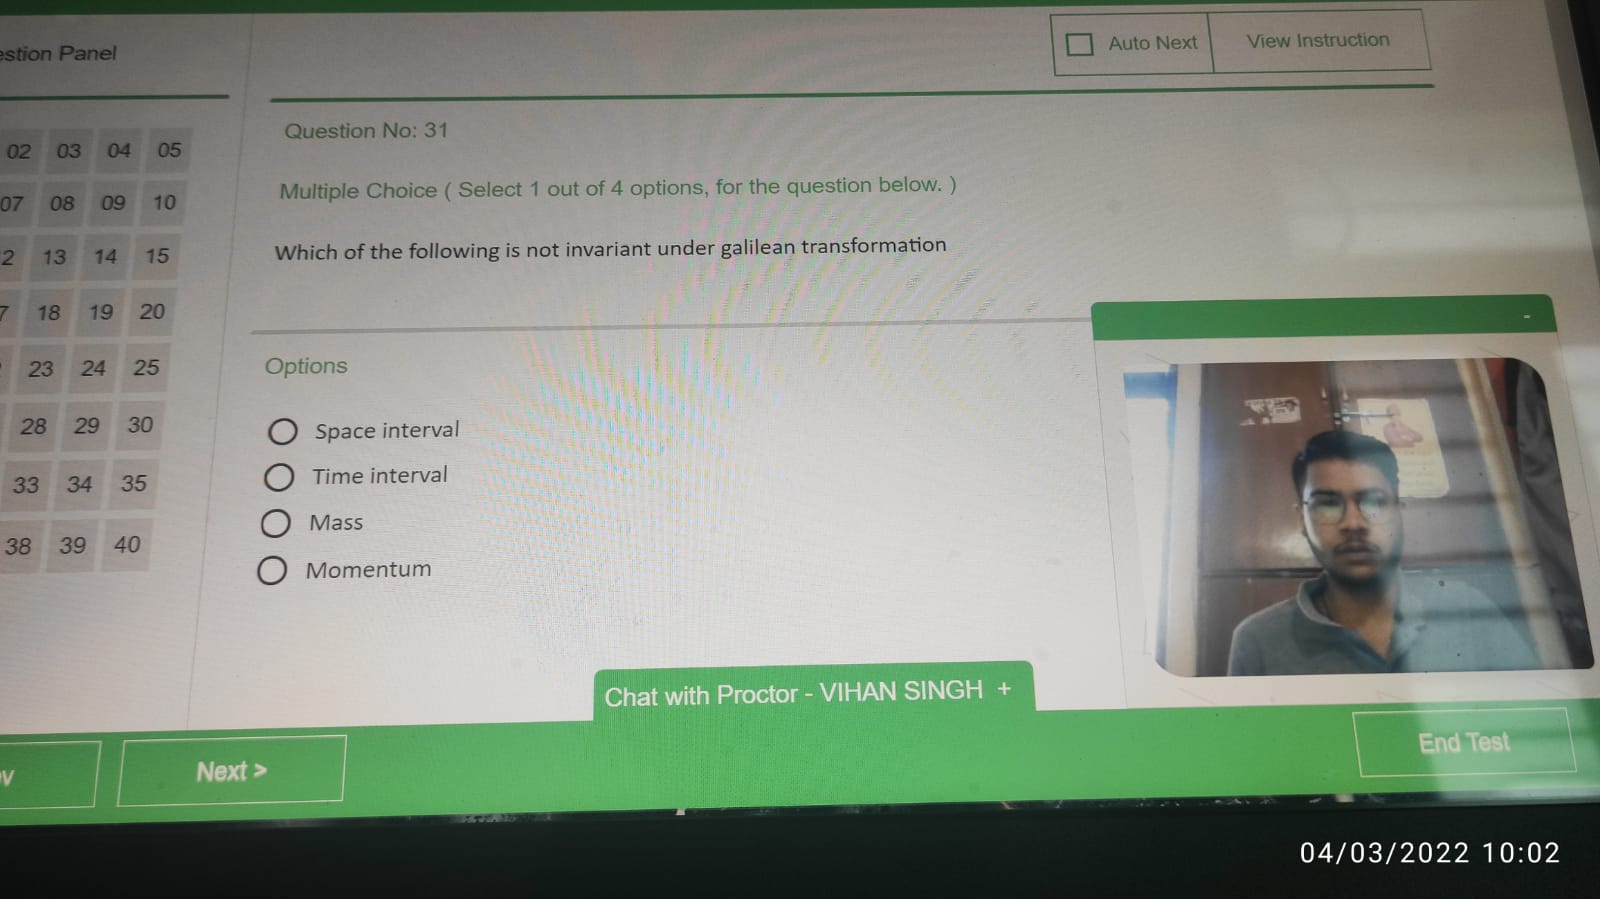 estion Panel
Auto Next
View Instruction
02 03 04 05
07 08 09 10
2 13 14 15
7 18 19 20
23 24 25
28 29 30
33 34 35
38 39 40
Question No: 31
Multiple Choice ( Select 1 out of 4 options, for the question below. )
Which of the following is not invariant under galilean transformation
Options
Space interval
Time interval
Mass
Momentum
-
Chat with Proctor - VIHAN SINGH +
v
Next >
End Test
04/03/2022 10:02